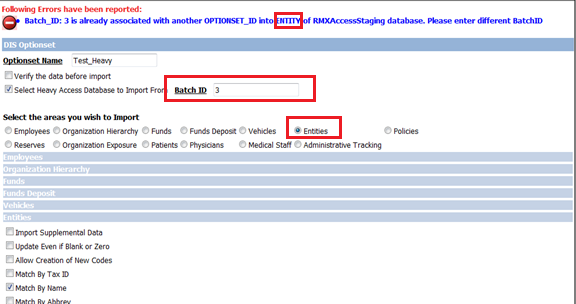 Following Errors have been reported:
Batch_ID: 3 is already associated with another OPTIONSET_ID into ENTITY of RMXAccessStaging database. Please enter different BatchID
DIS Optionset
Optionset Name Test_Heavy
Verify the data before import
Select Heavy Access Database to Import From Batch ID 3
Select the areas you wish to Import
Employees Organization Hierarchy Funds Funds Deposit Vehicles Entities Policies
Reserves Organization Exposure Patients Physicians Medical Staff Administrative Tracking
Employees
Organization Hierarchy
Funds
Funds Deposit
Vehicles
Entities
Import Supplemental Data
Update Even if Blank or Zero
Allow Creation of New Codes
Match By Tax ID
Match By Name
Match By Abbrev